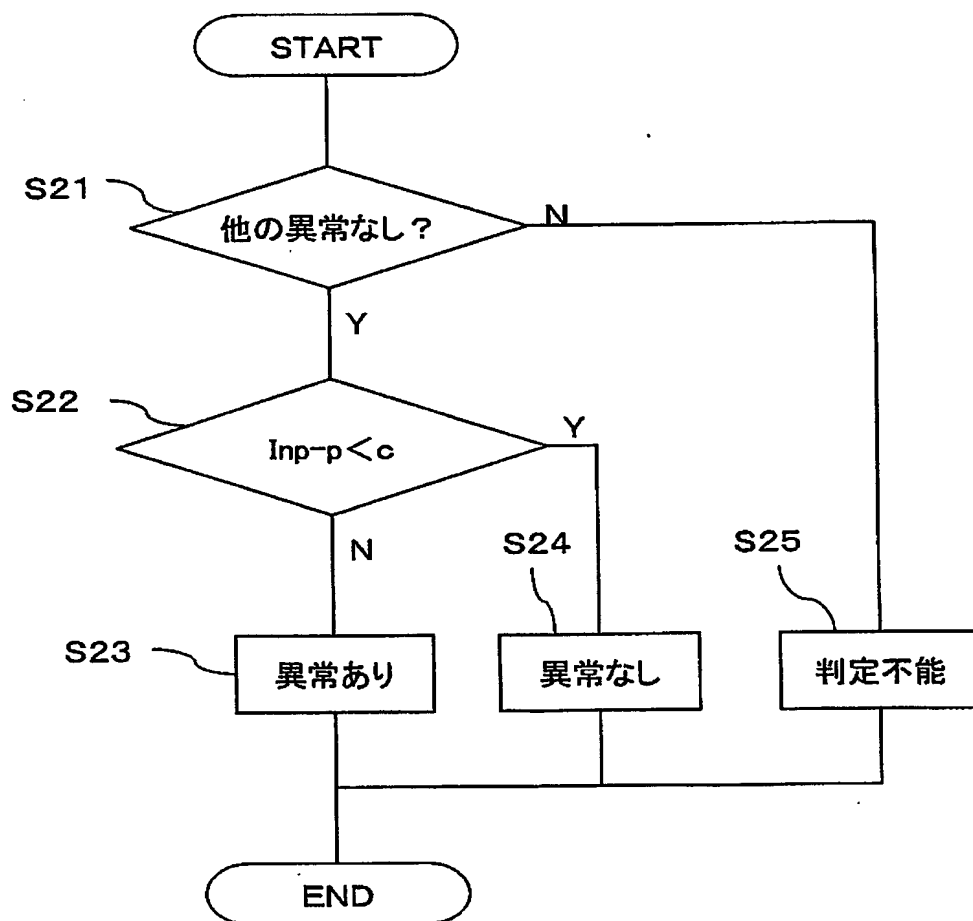 START
S21
他の異常なし？
N
Y
S22
Inp-p＜c
Y
N
S24
S25
S23
異常あり
異常なし
判定不能
END